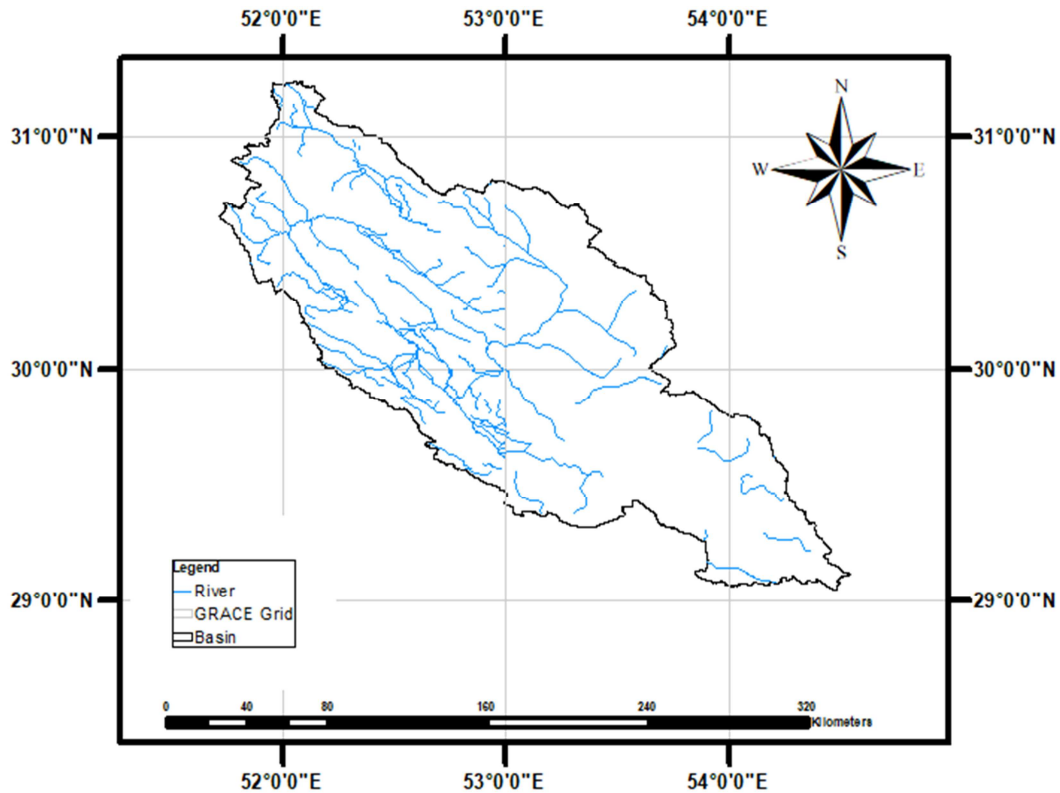 52°0'0"E 53°0'0"E 54°0'0"E
N
31°0'0"N 31°0'0"N
W E
S
30°0'0"N 30°0'0"N
Legend
River
29°0'0"N 29°0'0"N
GRACE Grid
Basin
0 40 80 160 240 320
Kilometers
52°0'0"E 53°0'0"E 54°0'0"E